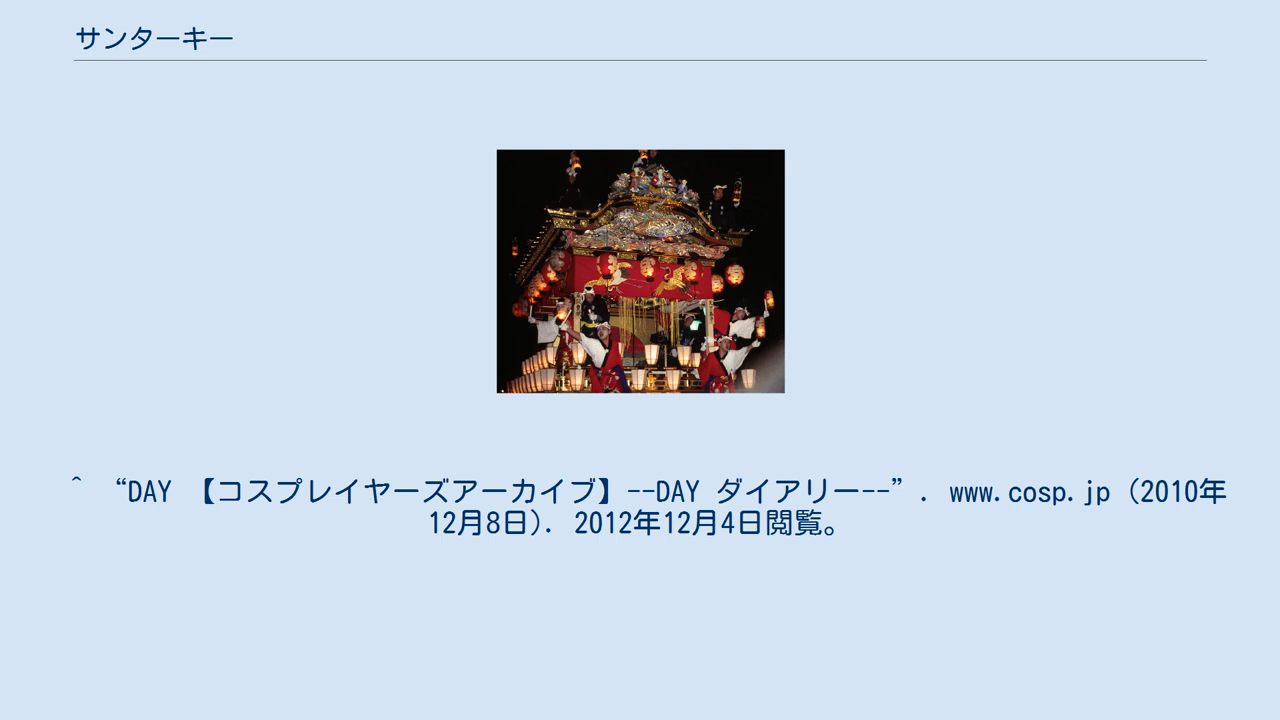 サンターキー
^ “DAY 【コスプレイヤーズアーカイブ】--DAY ダイアリー--”. www.cosp.jp (2010年
12月8日). 2012年12月4日閲覧。